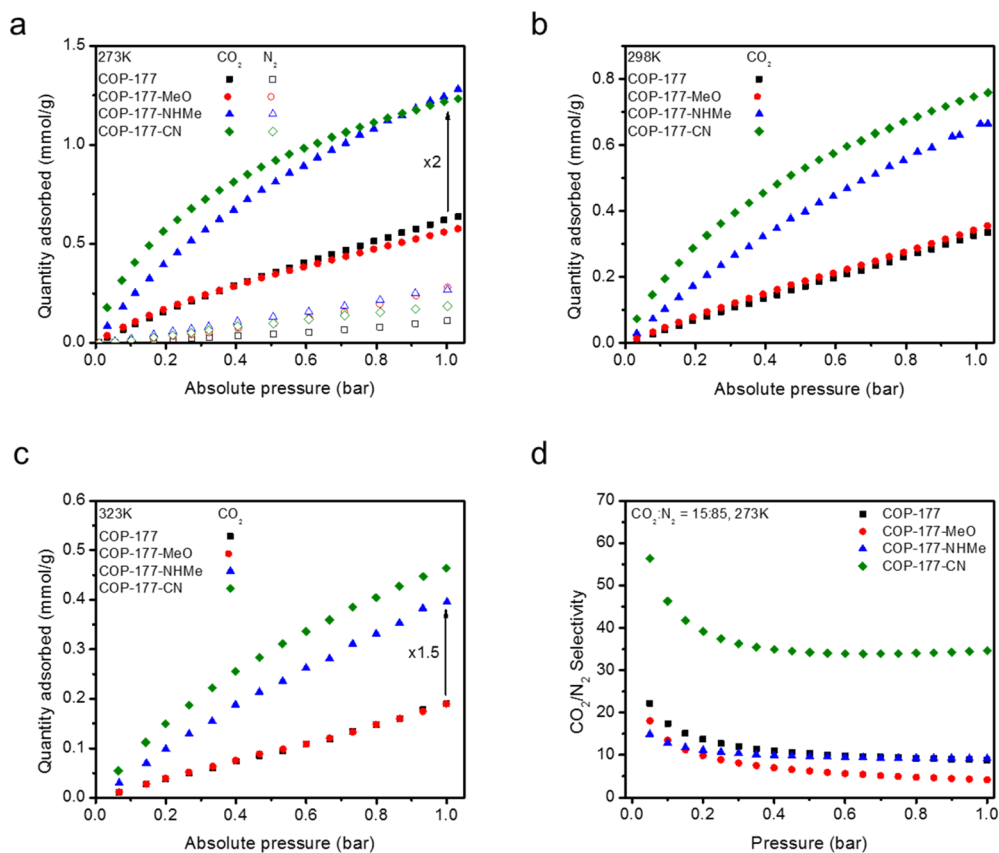 a
273K CO₂ N₂
COP-177
COP-177-MeO
COP-177-NHMe
COP-177-CN
x2
1.5
1.0
0.5
0.0
Quantity adsorbed (mmol/g)
0.0 0.2 0.4 0.6 0.8 1.0
Absolute pressure (bar)
b
298K CO₂
COP-177
COP-177-MeO
COP-177-NHMe
COP-177-CN
0.8
0.6
0.4
0.2
0.0
Quantity adsorbed (mmol/g)
0.0 0.2 0.4 0.6 0.8 1.0
Absolute pressure (bar)
c
323K CO₂
COP-177
COP-177-MeO
COP-177-NHMe
COP-177-CN
x1.5
0.6
0.5
0.4
0.3
0.2
0.1
0.0
Quantity adsorbed (mmol/g)
0.0 0.2 0.4 0.6 0.8 1.0
Absolute pressure (bar)
d
CO₂:N₂ = 15:85, 273K
COP-177
COP-177-MeO
COP-177-NHMe
COP-177-CN
70
60
50
40
30
20
10
0
CO₂/N₂ Selectivity
0.0 0.2 0.4 0.6 0.8 1.0
Pressure (bar)